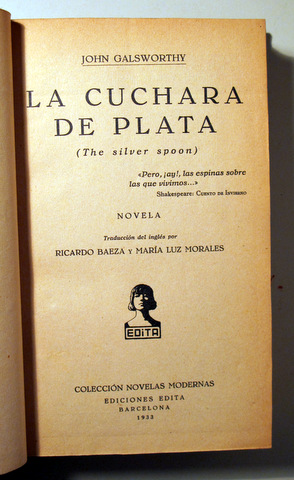 JOHN GALSWORTHY
LA CUCHARA
DE PLATA
(The silver spoon)
«Pero, ¡ay!, las espinas sobre
las que vivimos...»
Shakespeare: CUENTO DE INVIERNO
NOVELA
Traducción del inglés por
RICARDO BAEZA Y MARÍA LUZ MORALES
EDITA
COLECCIÓN NOVELAS MODERNAS
EDICIONES EDITA
BARCELONA
1933